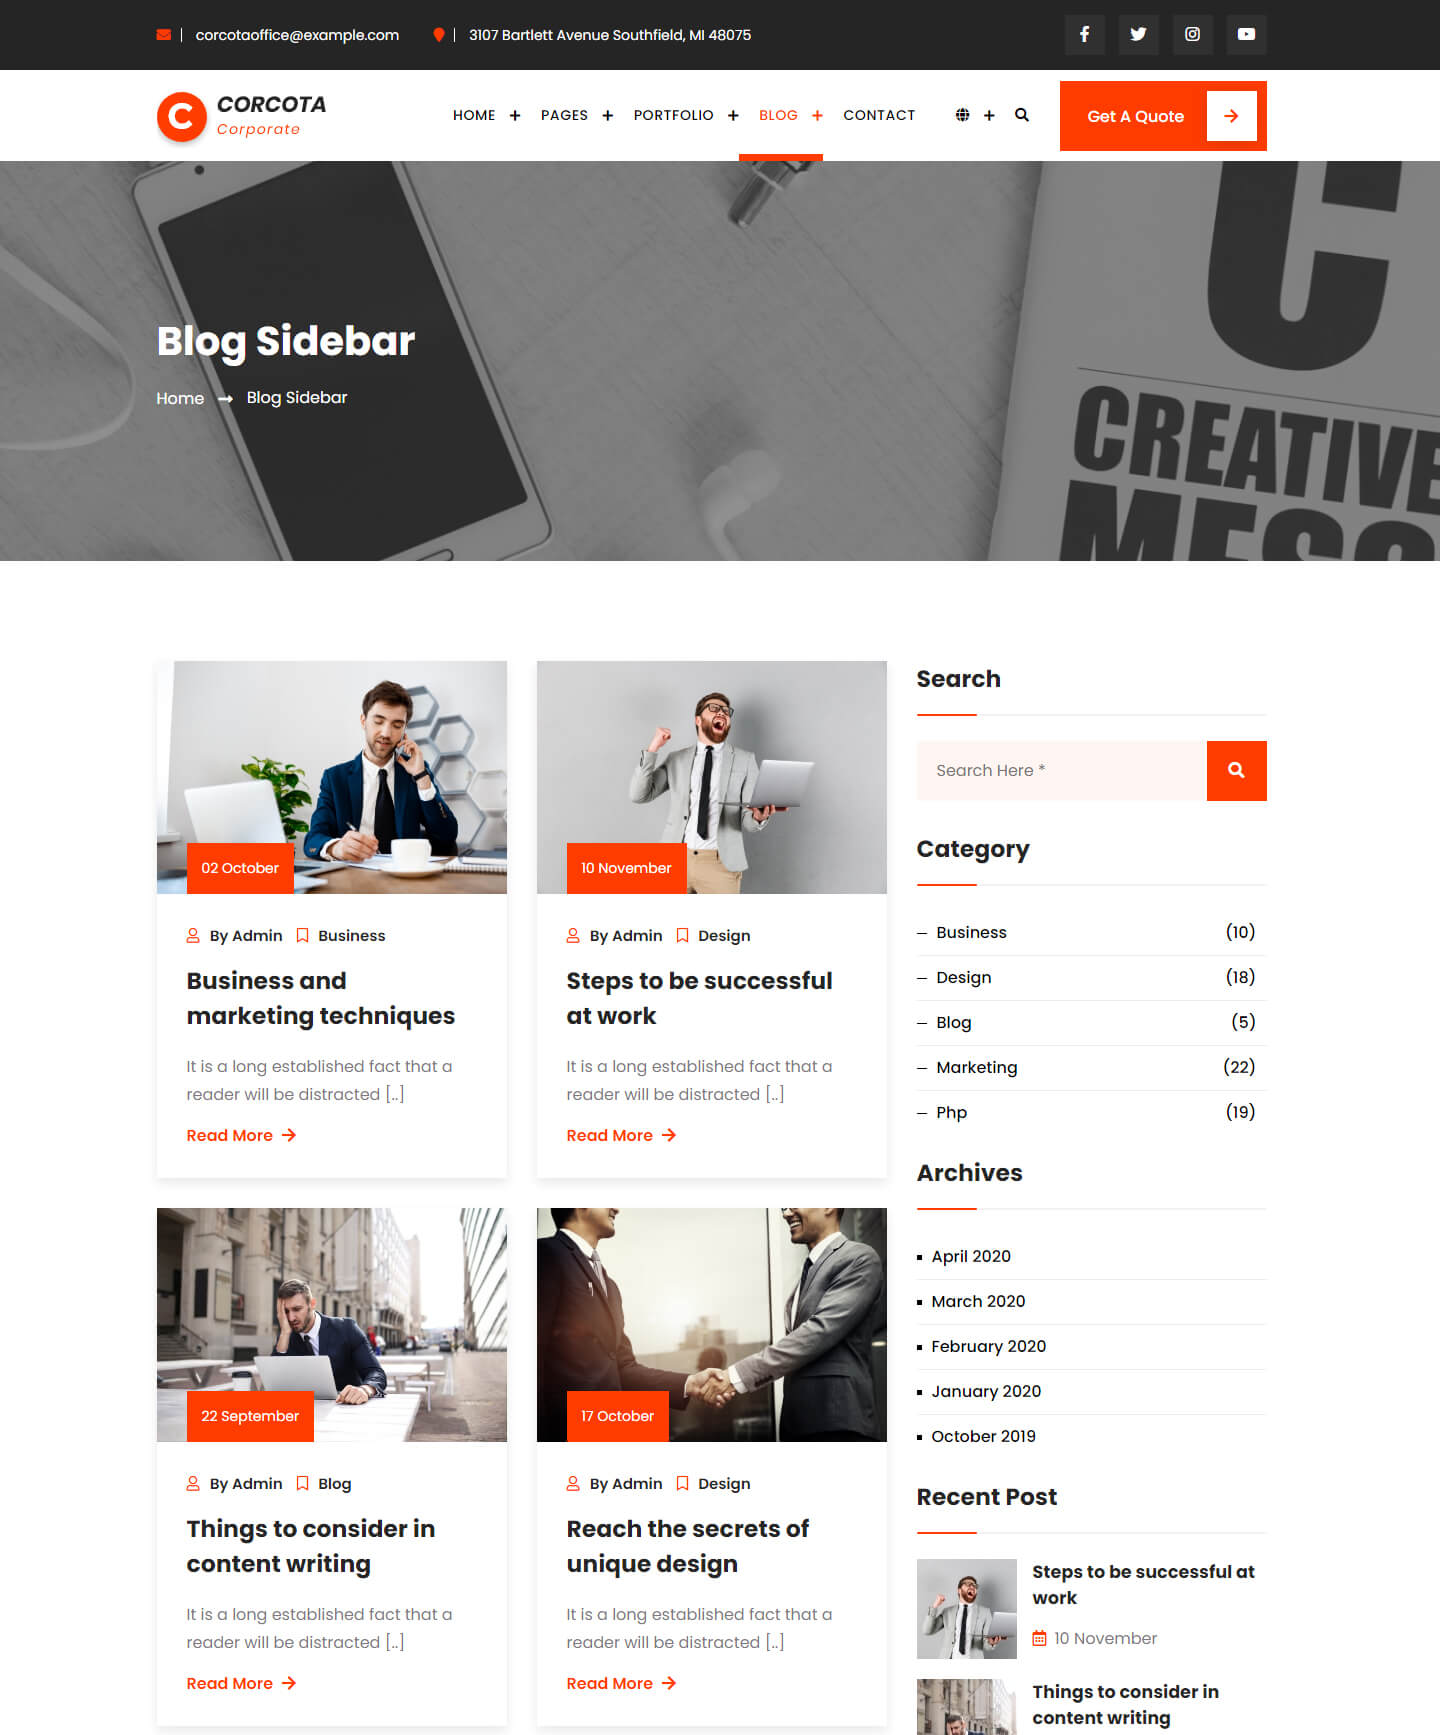 corcotaoffice@example.com
3107 Bartlett Avenue Southfield, MI 48075
C
CORCOTA
Corporate
HOME
PAGES
PORTFOLIO
BLOG
CONTACT
Get A Quote
C
CREATIVE
Blog Sidebar
Home
Blog Sidebar
02 October
By Admin
Business
Business and
marketing techniques
It is a long established fact that a
reader will be distracted [..]
Read More
10 November
By Admin
Design
Steps to be successful
at work
It is a long established fact that a
reader will be distracted [..]
Read More
22 September
By Admin
Blog
Things to consider in
content writing
It is a long established fact that a
reader will be distracted [..]
Read More
17 October
By Admin
Design
Reach the secrets of
unique design
It is a long established fact that a
reader will be distracted [..]
Read More
Search
Search Here *
Category
Business (10)
Design (18)
Blog (5)
Marketing (22)
Php (19)
Archives
April 2020
March 2020
February 2020
January 2020
October 2019
Recent Post
Steps to be successful at
work
10 November
Things to consider in
content writing